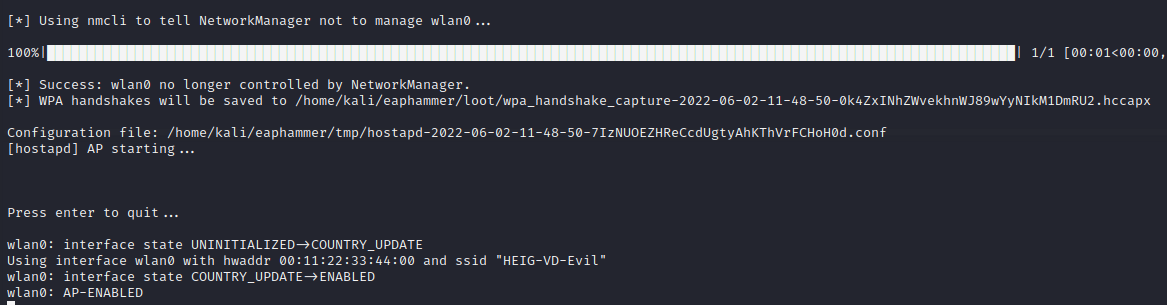 [*] Using nmcli to tell NetworkManager not to manage wlan0...
100%| | 1/1 [00:01<00:00,
[*] Success: wlan0 no longer controlled by NetworkManager.
[*] WPA handshakes will be saved to /home/kali/eaphammer/loot/wpa_handshake_capture-2022-06-02-11-48-50-0k4ZxINhZWvekhnWJ89wYyNIkM1DmRU2.hccapx
Configuration file: /home/kali/eaphammer/tmp/hostapd-2022-06-02-11-48-50-7IzNUOEZHReCcdUgtyAhKThVrFCHoH0d.conf
[hostapd] AP starting...
Press enter to quit...
wlan0: interface state UNINITIALIZED->COUNTRY_UPDATE
Using interface wlan0 with hwaddr 00:11:22:33:44:00 and ssid "HEIG-VD-Evil"
wlan0: interface state COUNTRY_UPDATE->ENABLED
wlan0: AP-ENABLED